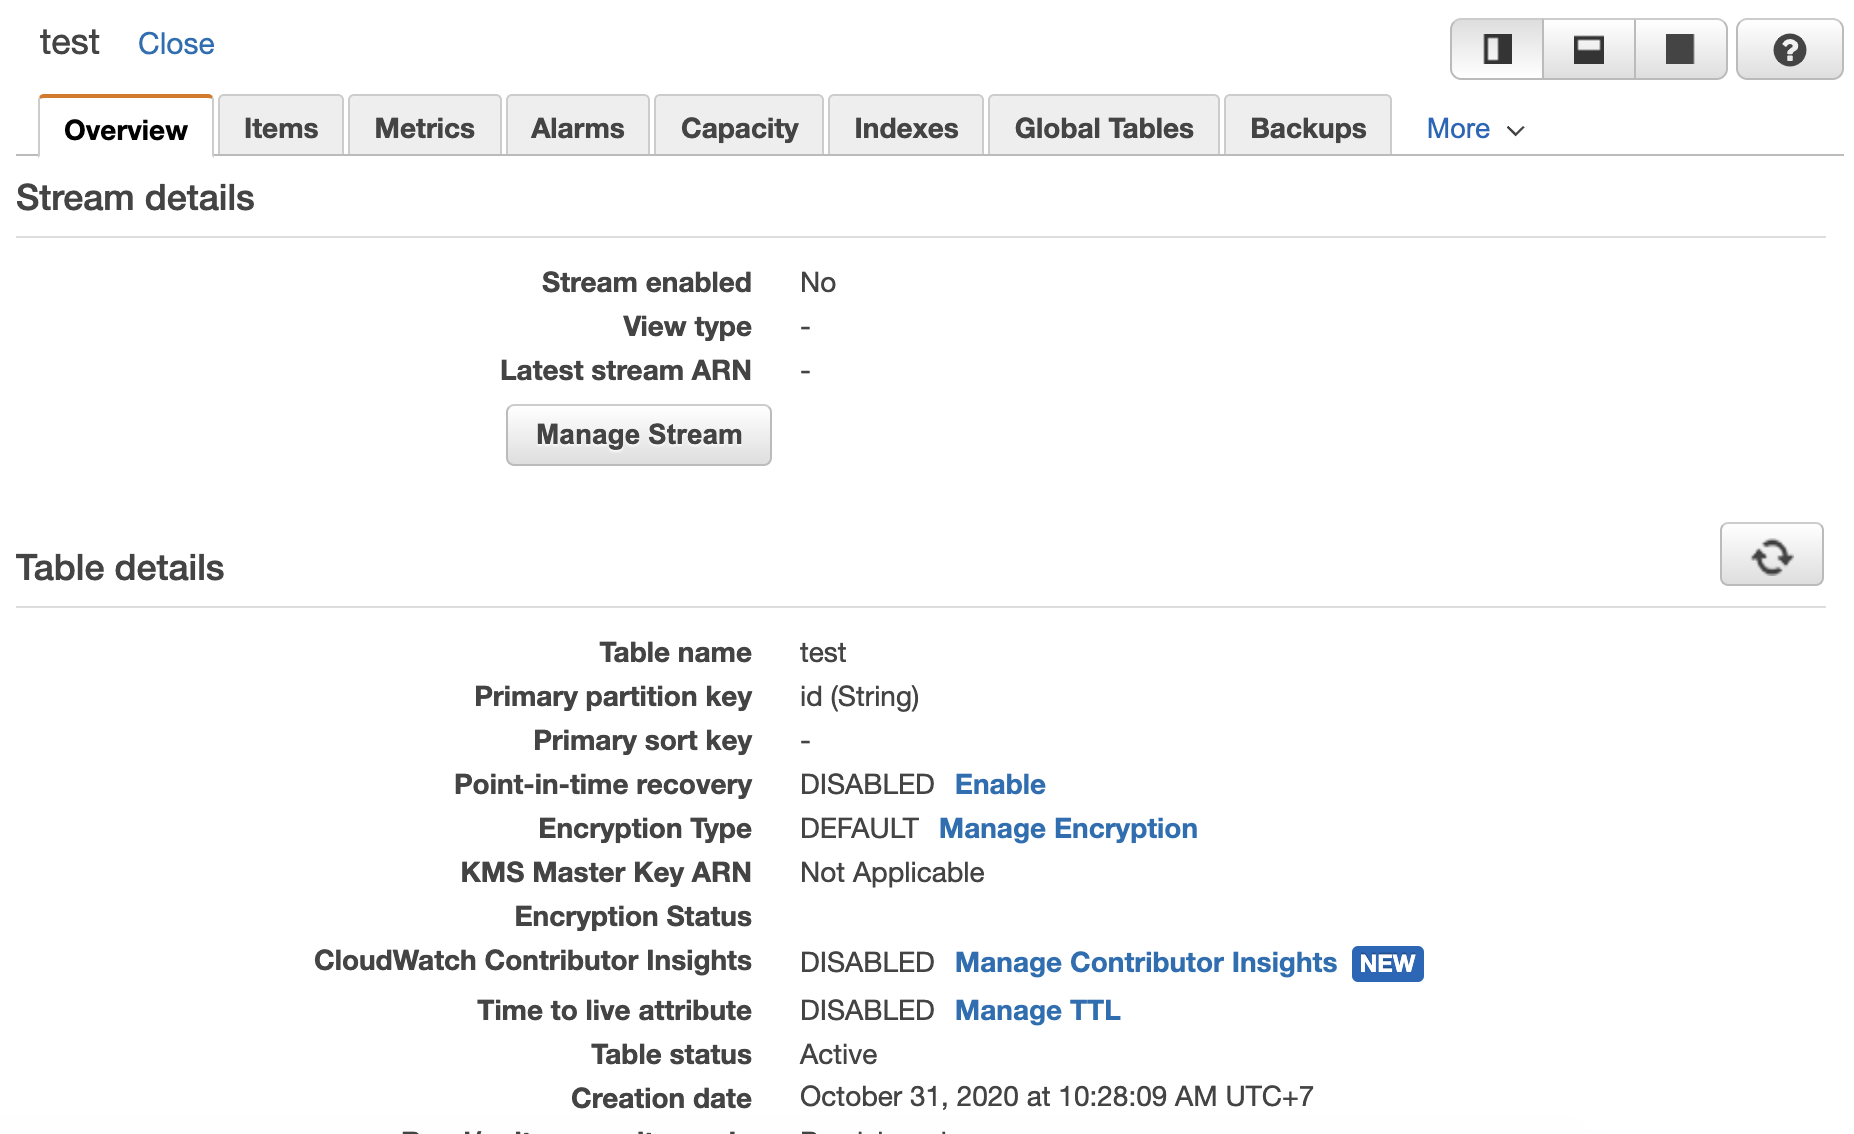 test Close
Overview Items Metrics Alarms Capacity Indexes Global Tables Backups More
Stream details
Stream enabled No
View type -
Latest stream ARN -
Manage Stream
Table details
Table name test
Primary partition key id (String)
Primary sort key -
Point-in-time recovery DISABLED Enable
Encryption Type DEFAULT Manage Encryption
KMS Master Key ARN Not Applicable
Encryption Status
CloudWatch Contributor Insights DISABLED Manage Contributor Insights NEW
Time to live attribute DISABLED Manage TTL
Table status Active
Creation date October 31, 2020 at 10:28:09 AM UTC+7